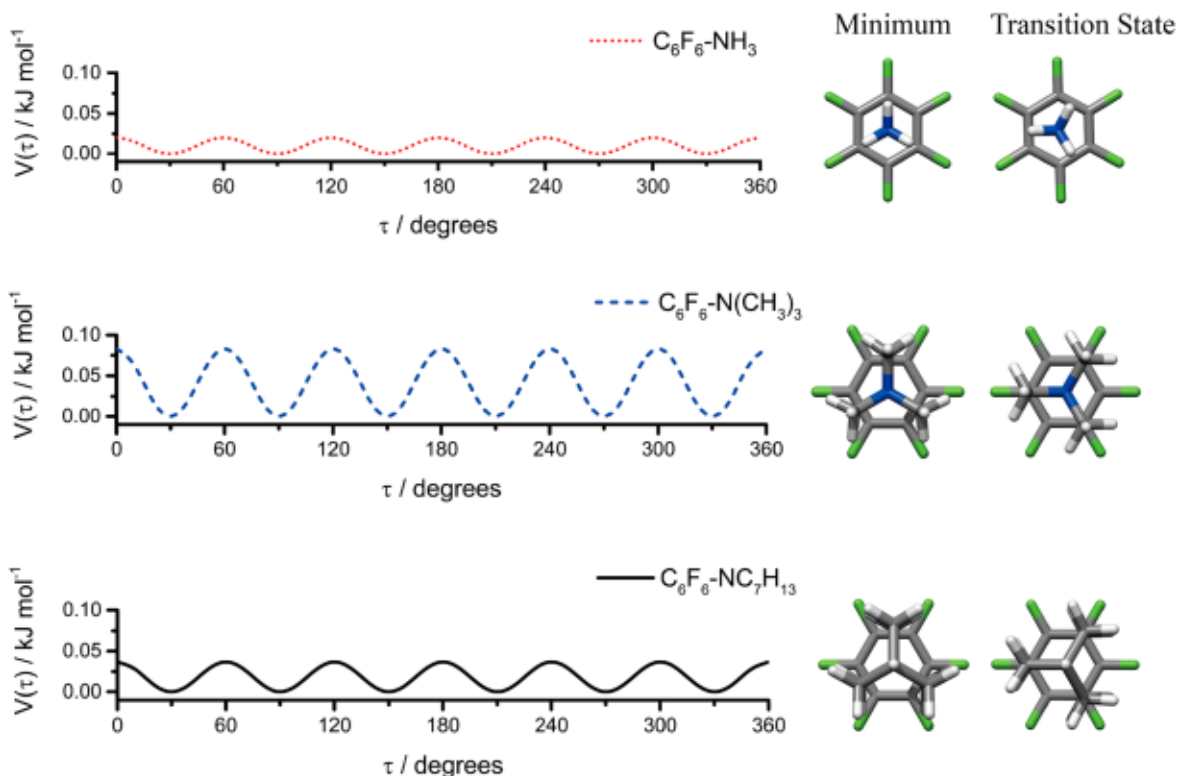 Minimum Transition State
C₆F₆-NH₃
V(τ) / kJ mol⁻¹
0.10
0.05
0.00
0 60 120 180 240 300 360
τ / degrees
C₆F₆-N(CH₃)₃
V(τ) / kJ mol⁻¹
0.10
0.05
0.00
0 60 120 180 240 300 360
τ / degrees
C₆F₆-NC₇H₁₃
V(τ) / kJ mol⁻¹
0.10
0.05
0.00
0 60 120 180 240 300 360
τ / degrees